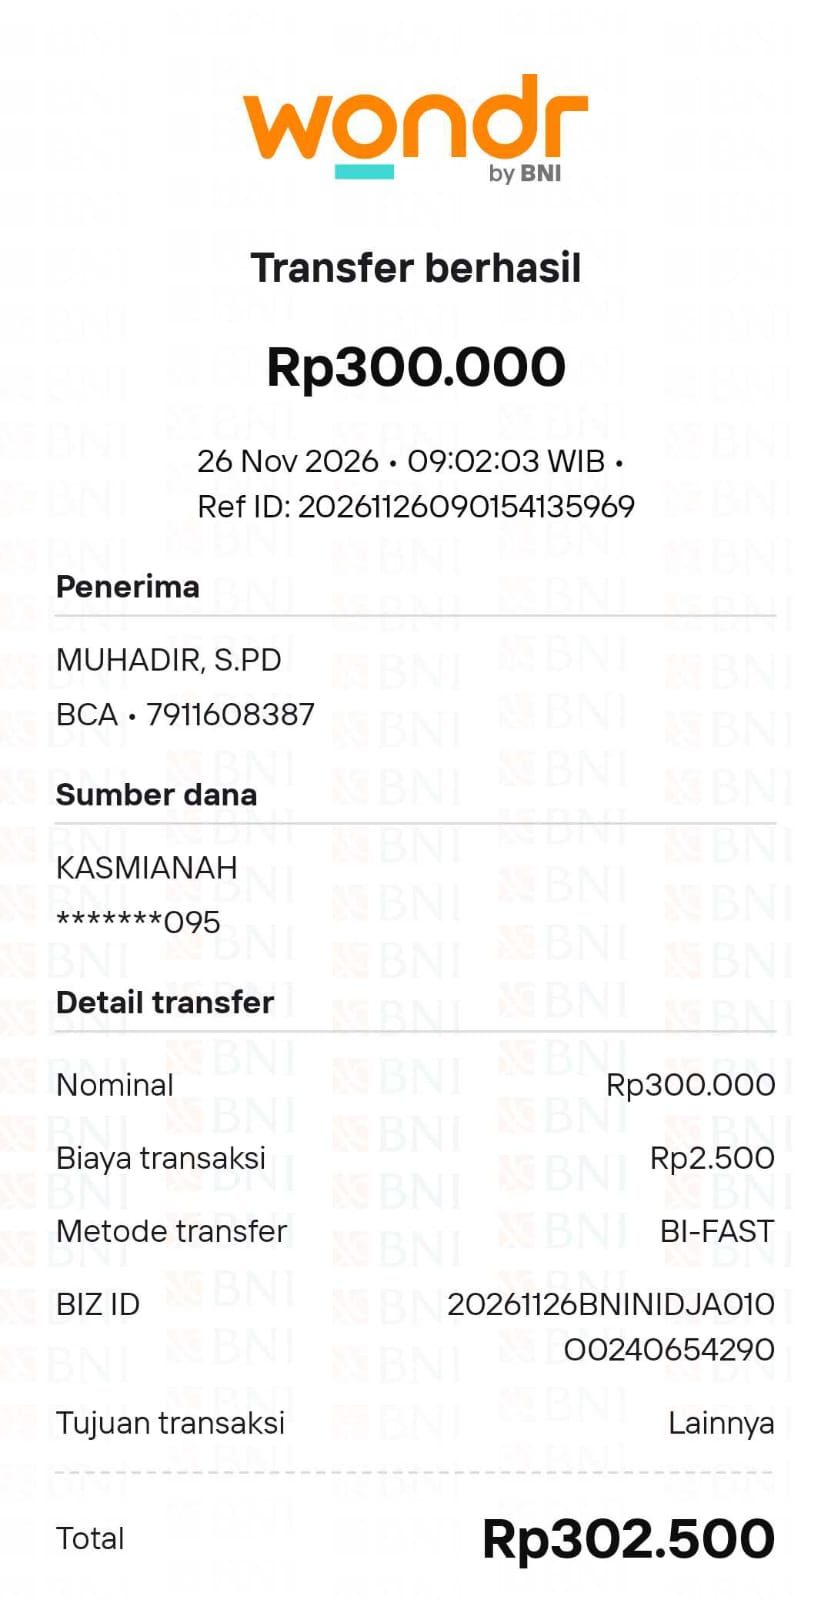 wondr
by BNI
Transfer berhasil
Rp300.000
26 Nov 2026 • 09:02:03 WIB •
Ref ID: 20261126090154135969
Penerima
MUHADIR, S.PD
BCA • 7911608387
Sumber dana
KASMIANAH
*******095
Detail transfer
Nominal Rp300.000
Biaya transaksi Rp2.500
Metode transfer BI-FAST
BIZ ID 20261126BNINIDJA010
O0240654290
Tujuan transaksi Lainnya
Total Rp302.500